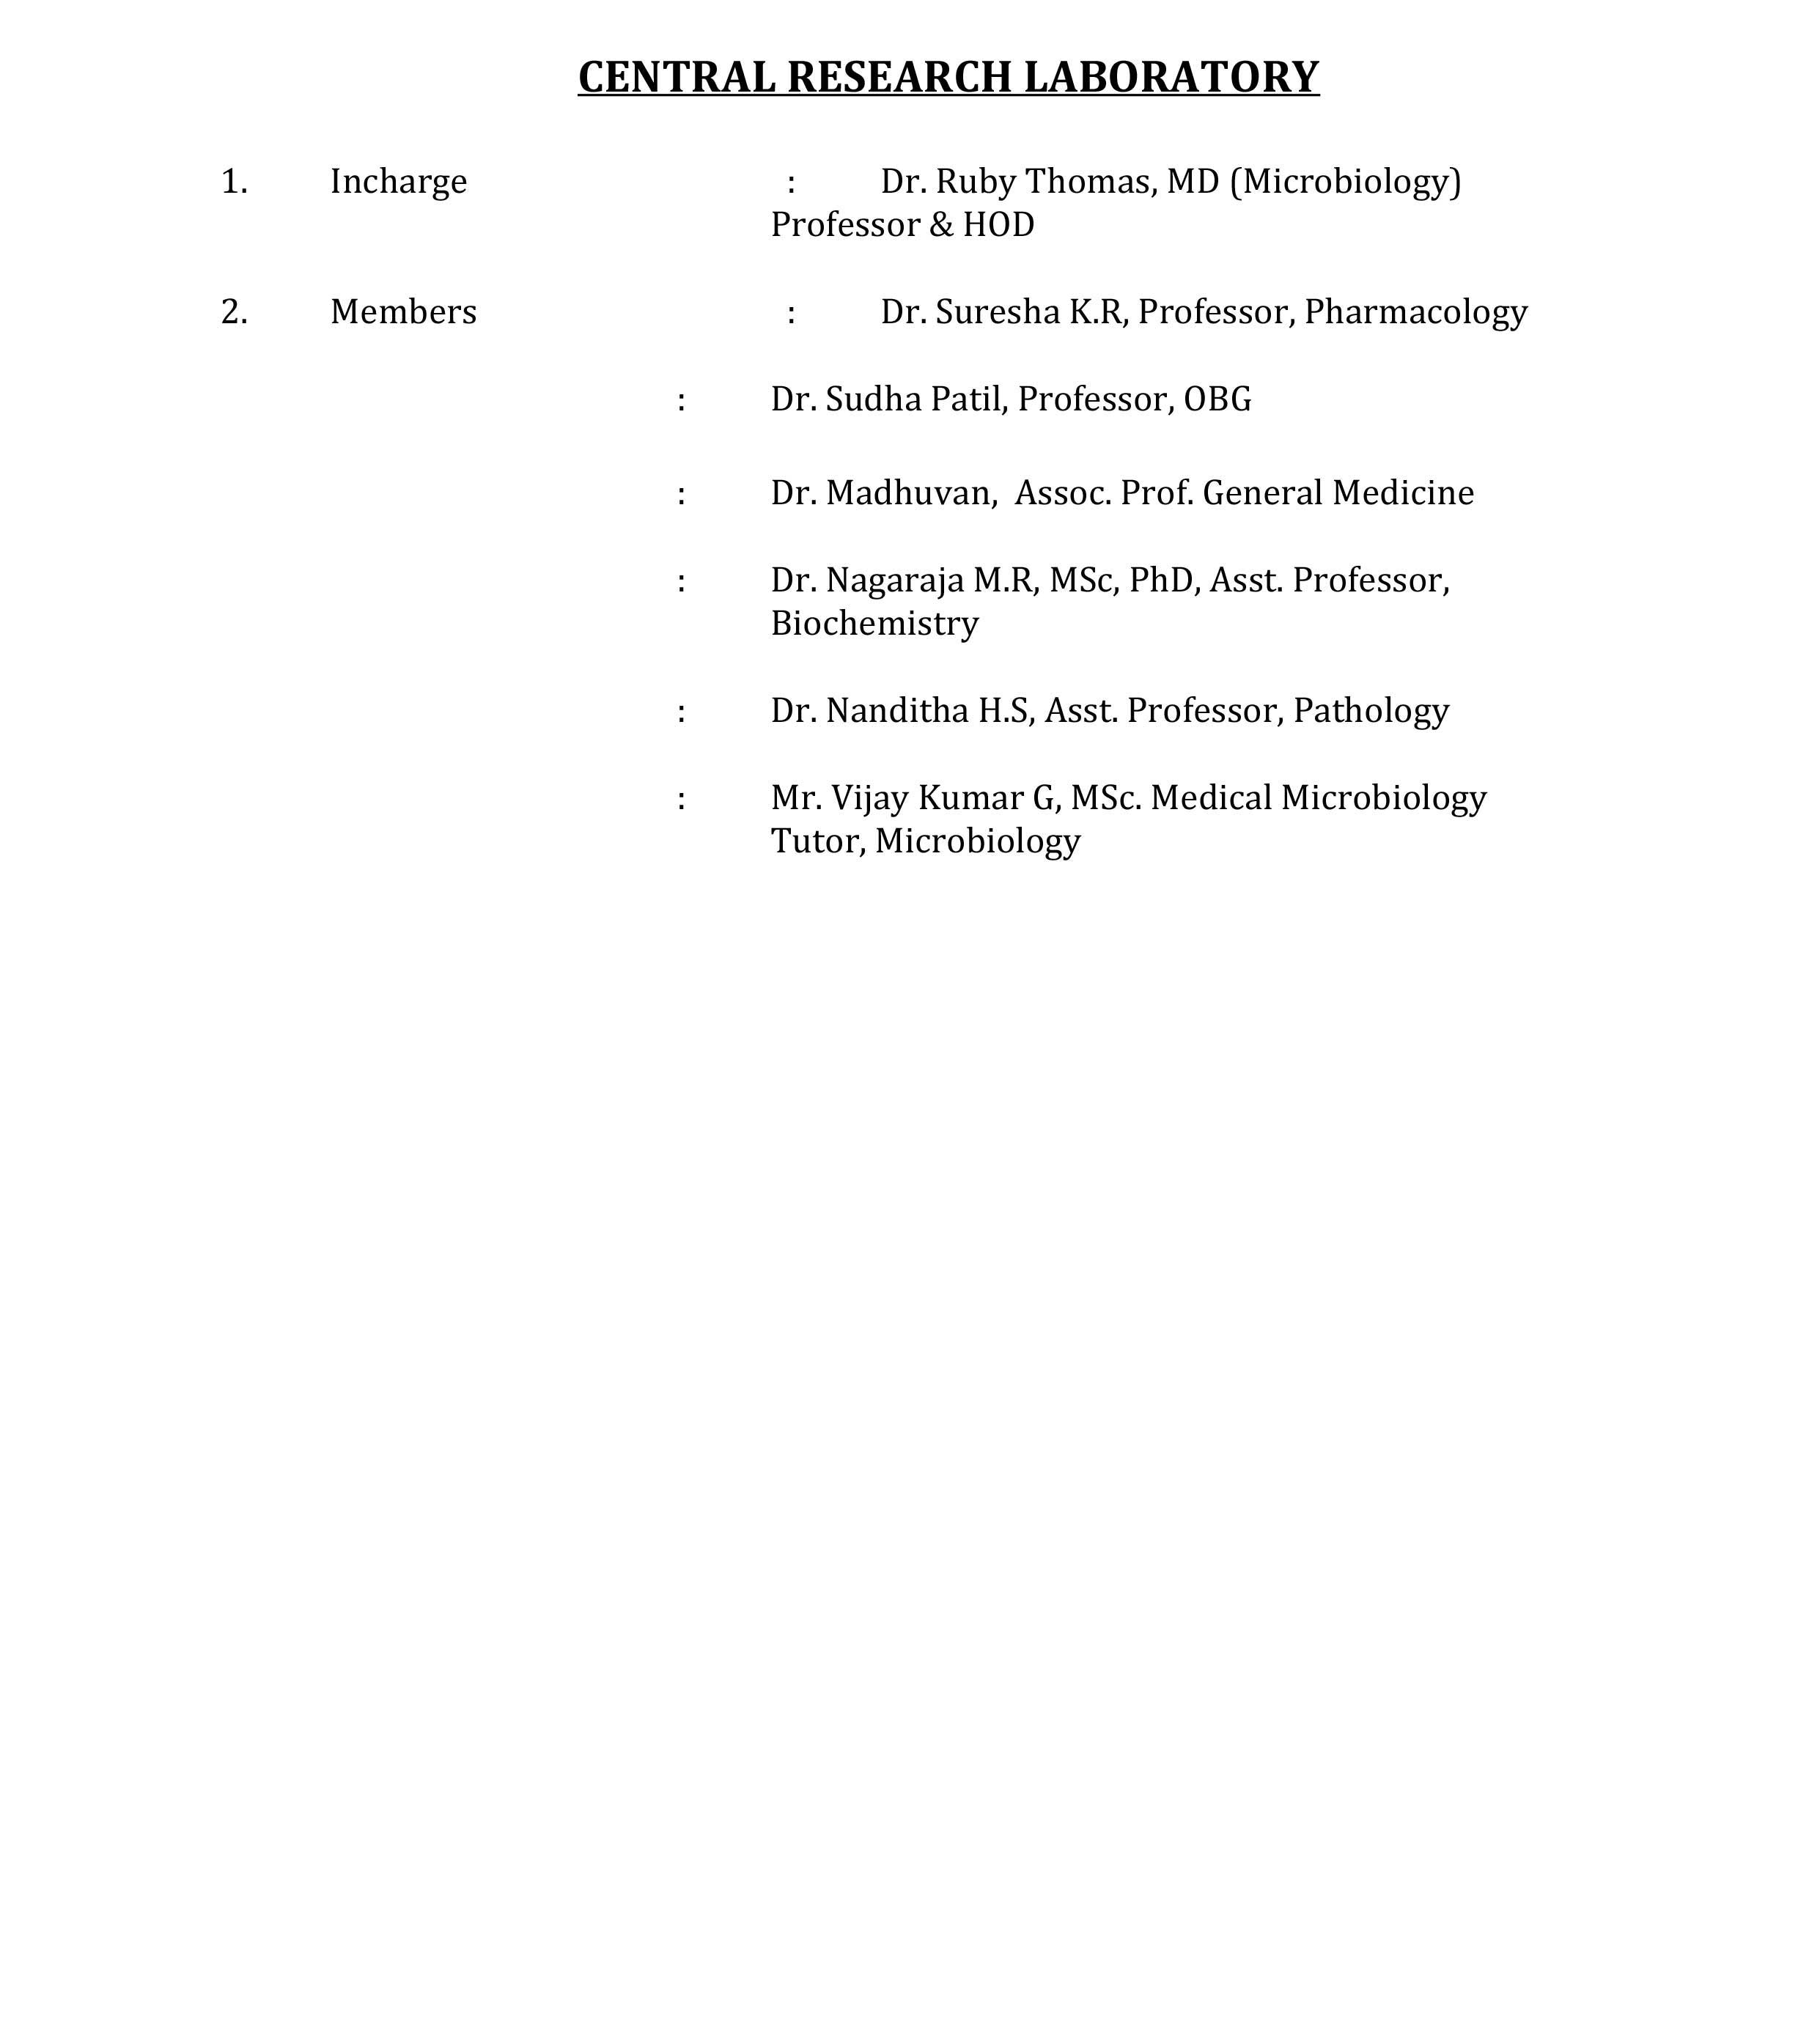 CENTRAL RESEARCH LABORATORY
1. Incharge : Dr. Ruby Thomas, MD (Microbiology)
Professor & HOD
2. Members : Dr. Suresha K.R, Professor, Pharmacology
: Dr. Sudha Patil, Professor, OBG
: Dr. Madhuvan,  Assoc. Prof. General Medicine
: Dr. Nagaraja M.R, MSc, PhD, Asst. Professor,
Biochemistry
: Dr. Nanditha H.S, Asst. Professor, Pathology
: Mr. Vijay Kumar G, MSc. Medical Microbiology
Tutor, Microbiology